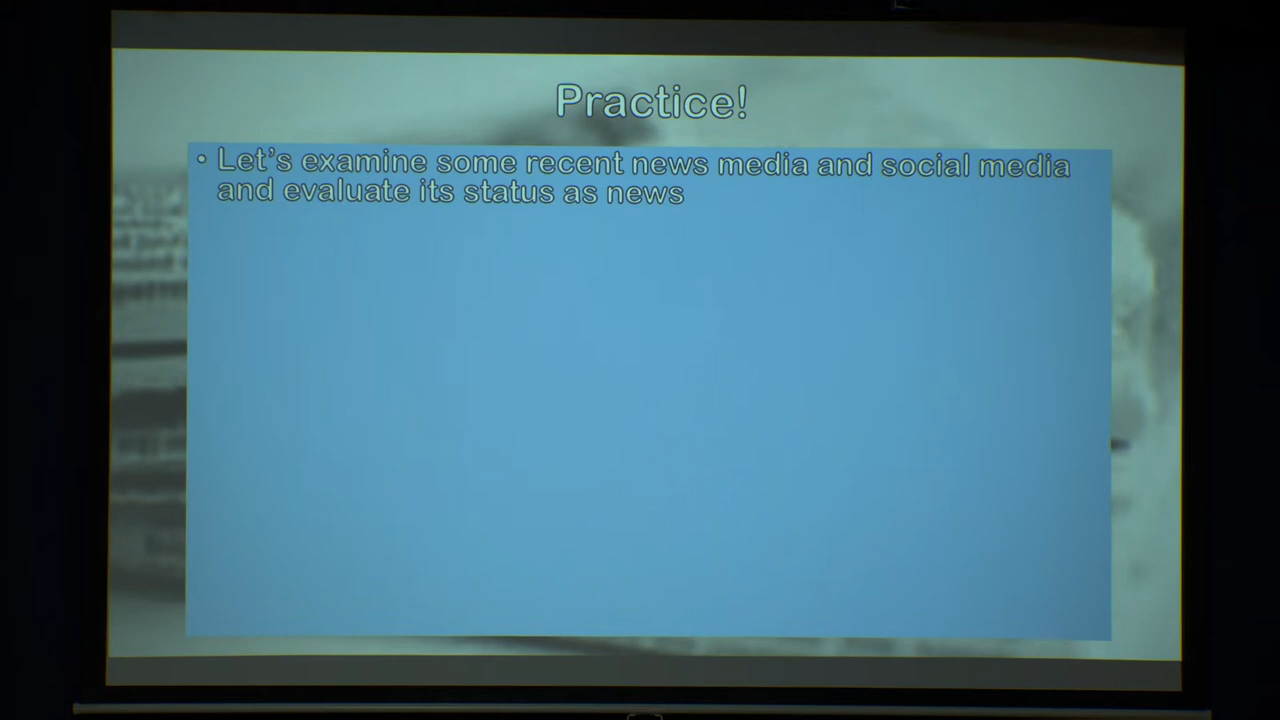 Practice!
• Let's examine some recent news media and social media
and evaluate its status as news